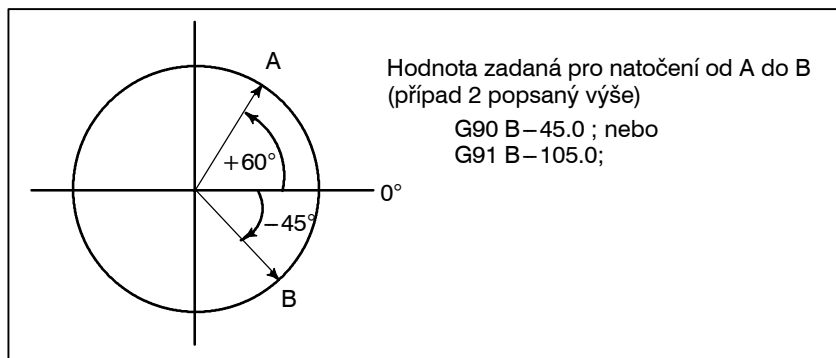 A
Hodnota zadaná pro natočení od A do B
(případ 2 popsaný výše)
G90 B−45.0 ; nebo
G91 B−105.0;
+60°
0°
−45°
B